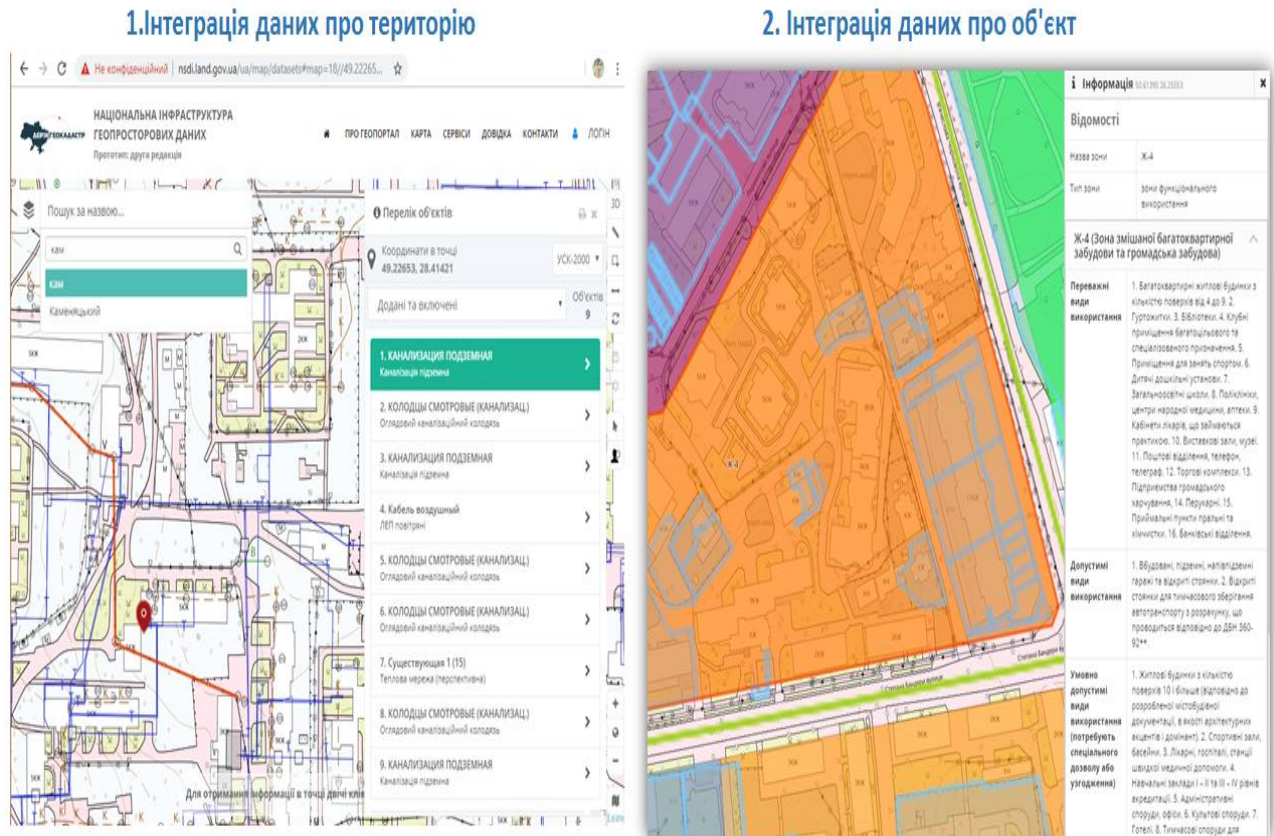 1.Інтеграція даних про територію
2. Інтеграція даних про об'єкт
Не конфіденційний | nsdi.land.gov.ua/ua/map/datasets#map=18//49.22265...
ДЕРЖГЕОКАДАСТР
НАЦІОНАЛЬНА ІНФРАСТРУКТУРА
ГЕОПРОСТОРОВИХ ДАНИХ
Прототип: друга редакція
ПРО ГЕОПОРТАЛ КАРТА СЕРВІСИ ДОВІДКА КОНТАКТИ ЛОГІН
Пошук за назвою...
кам
кам
Каменяцький
Перелік об'єктів
Координати в точці
49.22653, 28.41421
УСК-2000
Додані та включені
Об'єктів
9
1. КАНАЛИЗАЦИЯ ПОДЗЕМНАЯ
Каналізація підземна
2. КОЛОДЦЫ СМОТРОВЫЕ (КАНАЛИЗАЦ.)
Оглядовий каналізаційний колодязь
3. КАНАЛИЗАЦИЯ ПОДЗЕМНАЯ
Каналізація підземна
4. Кабель воздушный
ЛЕП повітряні
5. КОЛОДЦЫ СМОТРОВЫЕ (КАНАЛИЗАЦ.)
Оглядовий каналізаційний колодязь
6. КОЛОДЦЫ СМОТРОВЫЕ (КАНАЛИЗАЦ.)
Оглядовий каналізаційний колодязь
7. Существующая 1 (15)
Теплова мережа (перспективна)
8. КОЛОДЦЫ СМОТРОВЫЕ (КАНАЛИЗАЦ.)
Оглядовий каналізаційний колодязь
9. КАНАЛИЗАЦИЯ ПОДЗЕМНАЯ
Каналізація підземна
Для отримання інформації в точці двічі клік
3D
Ж-4
Степана Бандери вулиця
Степана Бандери вулиця
Інформація
Відомості
Назва зони Ж-4
Тип зони зони функціонального
використання
Ж-4 (Зона змішаної багатоквартирної
забудови та громадська забудова)
Переважні
види
використання
1. Багатоквартирні житлові будинки з
кількістю поверхів від 4 до 9. 2.
Гуртожитки. 3. Бібліотеки. 4. Клубні
приміщення багатоцільового та
спеціалізованого призначення. 5.
Приміщення для занять спортом. 6.
Дитячі дошкільні установи. 7.
Загальноосвітні школи. 8. Поліклініки,
центри народної медицини, аптеки. 9.
Кабінети лікарів, що займаються
практикою. 10. Виставкові зали, музеї.
11. Поштові відділення, телефон,
телеграф. 12. Торгові комплекси. 13.
Підприємства громадського
харчування, 14. Перукарні. 15.
Приймальні пункти пральні та
хімчистки. 16. Банківські відділення.
Допустимі
види
використання
1. Вбудовані, підземні, напівпідземні
гаражі та відкриті стоянки. 2. Відкриті
стоянки для тимчасового зберігання
автотранспорту з розрахунку, що
проводиться відповідно до ДБН 360-
92**.
Умовно
допустимі
види
використання
(потребують
спеціального
дозволу або
узгодження)
1. Житлові будинки з кількістю
поверхів 10 і більше (відповідно до
розробленої містобудівної
документації, в якості архітектурних
акцентів і домінант). 2. Спортивні зали,
басейни. 3. Лікарні, госпіталі, станції
швидкої медичної допомоги. 4.
Навчальні заклади I – II та III – IV рівнів
акредитації. 5. Адміністративні
споруди, офіси. 6. Культові споруди. 7.
Готелі. 8. Тимчасові споруди для